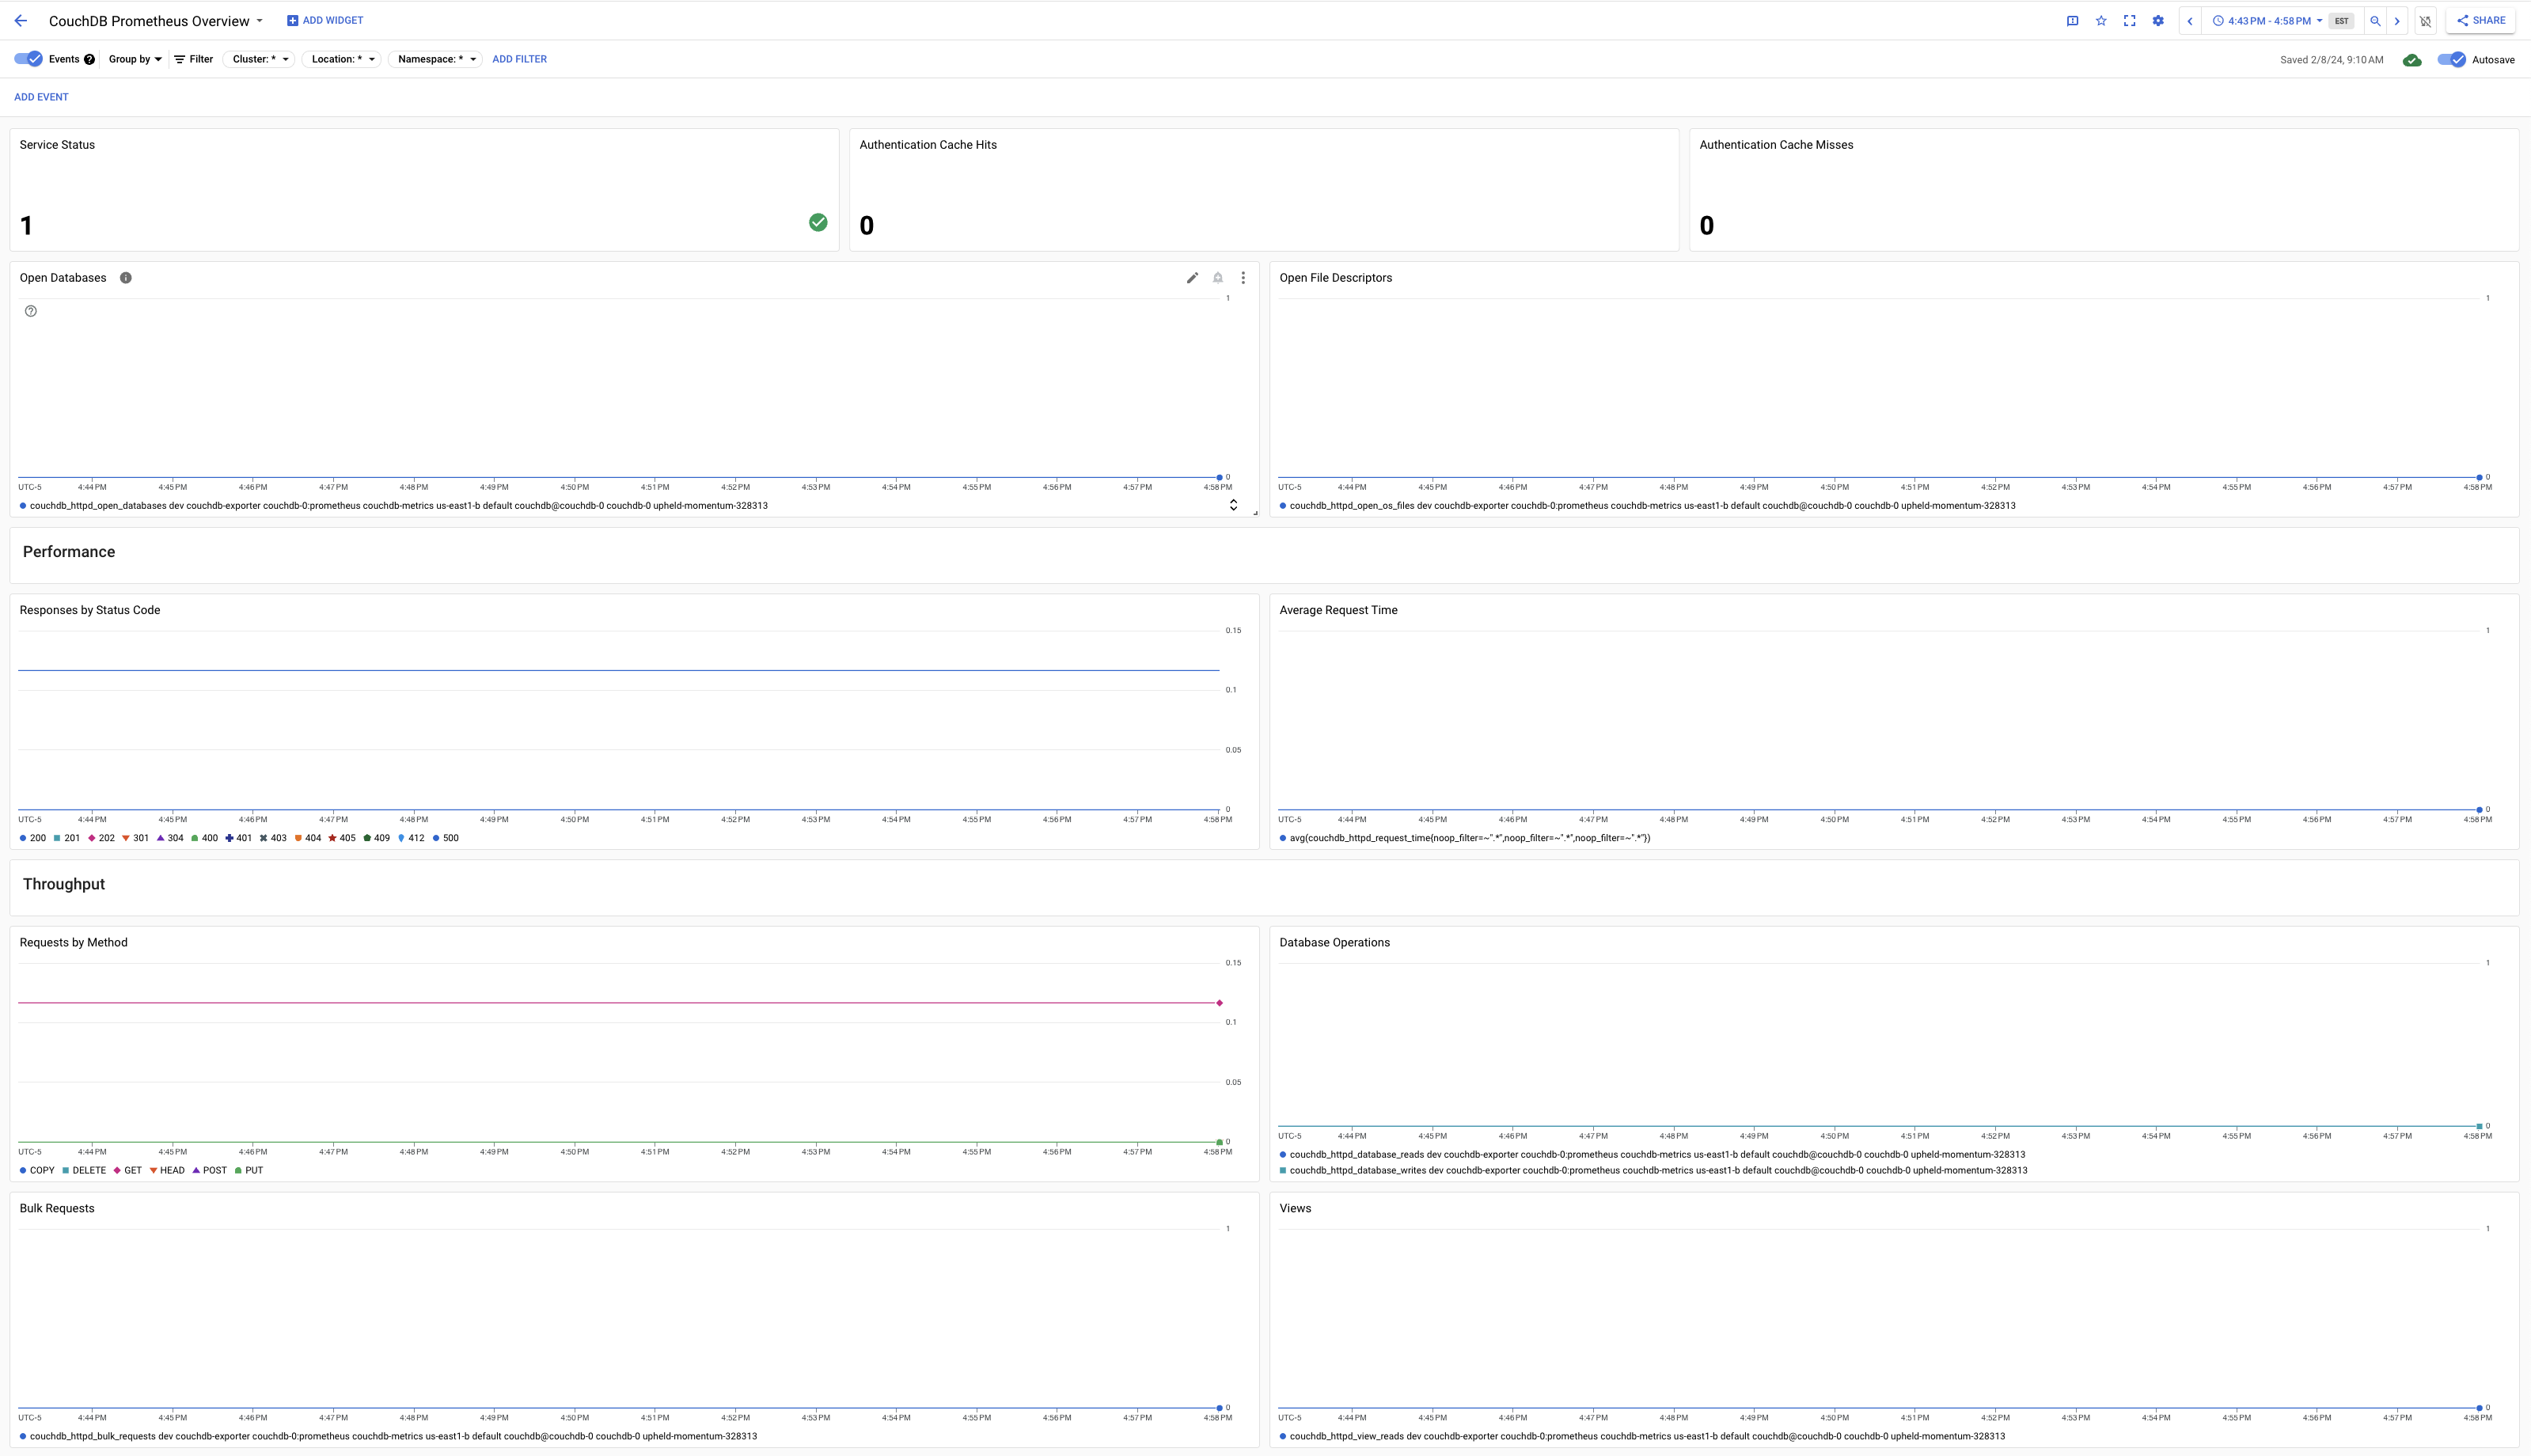 CouchDB Prometheus Overview ADD WIDGET 4:43 PM - 4:58 PM EST SHARE
Events Group by Filter Cluster: * Location: * Namespace: * ADD FILTER Saved 2/8/24, 9:10 AM Autosave
ADD EVENT
Service Status
1
Authentication Cache Hits
0
Authentication Cache Misses
0
Open Databases
1
0
UTC-5 4:44 PM 4:45 PM 4:46 PM 4:47 PM 4:48 PM 4:49 PM 4:50 PM 4:51 PM 4:52 PM 4:53 PM 4:54 PM 4:55 PM 4:56 PM 4:57 PM 4:58 PM
couchdb_httpd_open_databases dev couchdb-exporter couchdb-0:prometheus couchdb-metrics us-east1-b default couchdb@couchdb-0 couchdb-0 upheld-momentum-328313
Open File Descriptors
1
0
UTC-5 4:44 PM 4:45 PM 4:46 PM 4:47 PM 4:48 PM 4:49 PM 4:50 PM 4:51 PM 4:52 PM 4:53 PM 4:54 PM 4:55 PM 4:56 PM 4:57 PM 4:58 PM
couchdb_httpd_open_os_files dev couchdb-exporter couchdb-0:prometheus couchdb-metrics us-east1-b default couchdb@couchdb-0 couchdb-0 upheld-momentum-328313
Performance
Responses by Status Code
0.15
0.1
0.05
0
UTC-5 4:44 PM 4:45 PM 4:46 PM 4:47 PM 4:48 PM 4:49 PM 4:50 PM 4:51 PM 4:52 PM 4:53 PM 4:54 PM 4:55 PM 4:56 PM 4:57 PM 4:58 PM
200 201 202 301 304 400 401 403 404 405 409 412 500
Average Request Time
1
0
UTC-5 4:44 PM 4:45 PM 4:46 PM 4:47 PM 4:48 PM 4:49 PM 4:50 PM 4:51 PM 4:52 PM 4:53 PM 4:54 PM 4:55 PM 4:56 PM 4:57 PM 4:58 PM
avg(couchdb_httpd_request_time{noop_filter=~".*",noop_filter=~".*",noop_filter=~".*"})
Throughput
Requests by Method
0.15
0.1
0.05
0
UTC-5 4:44 PM 4:45 PM 4:46 PM 4:47 PM 4:48 PM 4:49 PM 4:50 PM 4:51 PM 4:52 PM 4:53 PM 4:54 PM 4:55 PM 4:56 PM 4:57 PM 4:58 PM
COPY DELETE GET HEAD POST PUT
Database Operations
1
0
UTC-5 4:44 PM 4:45 PM 4:46 PM 4:47 PM 4:48 PM 4:49 PM 4:50 PM 4:51 PM 4:52 PM 4:53 PM 4:54 PM 4:55 PM 4:56 PM 4:57 PM 4:58 PM
couchdb_httpd_database_reads dev couchdb-exporter couchdb-0:prometheus couchdb-metrics us-east1-b default couchdb@couchdb-0 couchdb-0 upheld-momentum-328313
couchdb_httpd_database_writes dev couchdb-exporter couchdb-0:prometheus couchdb-metrics us-east1-b default couchdb@couchdb-0 couchdb-0 upheld-momentum-328313
Bulk Requests
1
0
UTC-5 4:44 PM 4:45 PM 4:46 PM 4:47 PM 4:48 PM 4:49 PM 4:50 PM 4:51 PM 4:52 PM 4:53 PM 4:54 PM 4:55 PM 4:56 PM 4:57 PM 4:58 PM
couchdb_httpd_bulk_requests dev couchdb-exporter couchdb-0:prometheus couchdb-metrics us-east1-b default couchdb@couchdb-0 couchdb-0 upheld-momentum-328313
Views
1
0
UTC-5 4:44 PM 4:45 PM 4:46 PM 4:47 PM 4:48 PM 4:49 PM 4:50 PM 4:51 PM 4:52 PM 4:53 PM 4:54 PM 4:55 PM 4:56 PM 4:57 PM 4:58 PM
couchdb_httpd_view_reads dev couchdb-exporter couchdb-0:prometheus couchdb-metrics us-east1-b default couchdb@couchdb-0 couchdb-0 upheld-momentum-328313